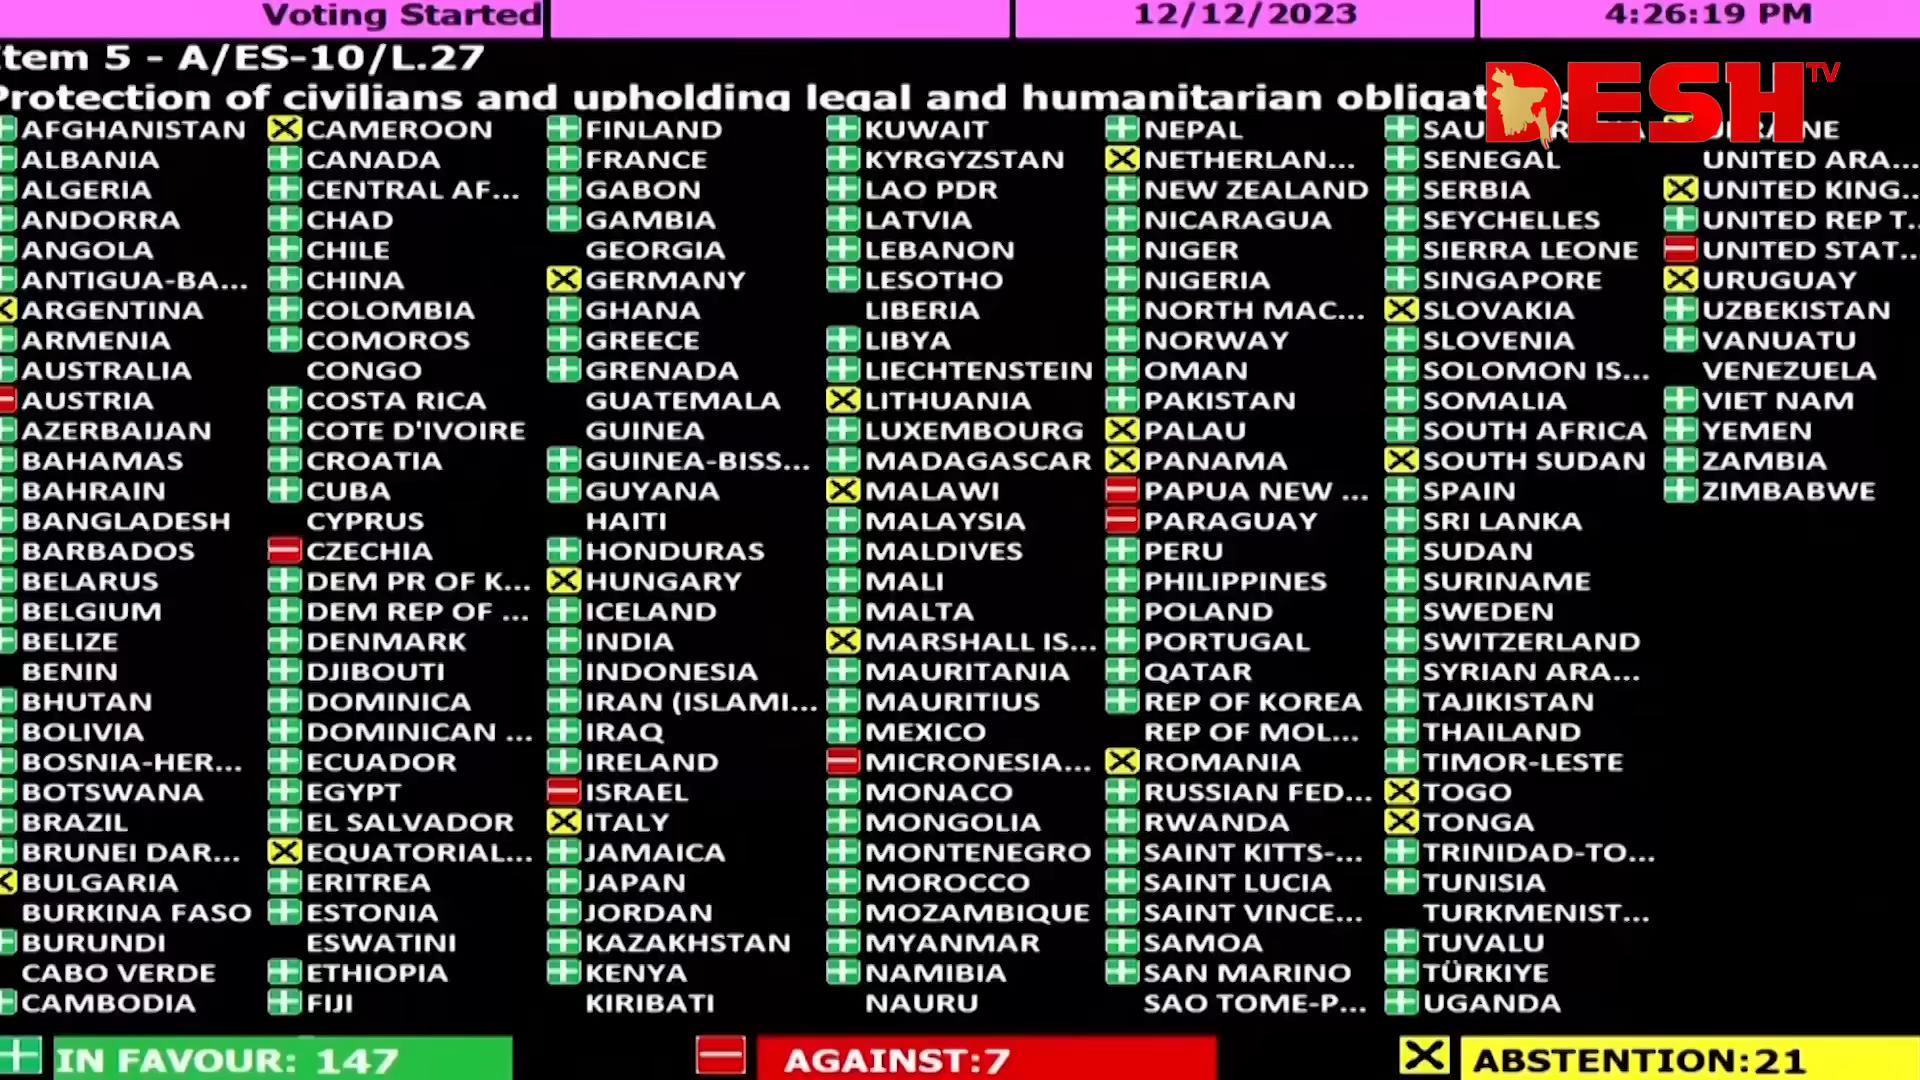 Voting Started 12/12/2023 4:26:19 PM
DESH TV
Item 5 - A/ES-10/L.27
Protection of civilians and upholding legal and humanitarian
AFGHANISTAN CAMEROON FINLAND KUWAIT NEPAL
ALBANIA CANADA FRANCE KYRGYZSTAN NETHERLAN... SENEGAL UNITED ARA...
ALGERIA CENTRAL AF... GABON LAO PDR NEW ZEALAND SERBIA UNITED KING...
ANDORRA CHAD GAMBIA LATVIA NICARAGUA SEYCHELLES UNITED REP T...
ANGOLA CHILE GEORGIA LEBANON NIGER SIERRA LEONE UNITED STAT...
ANTIGUA-BA... CHINA GERMANY LESOTHO NIGERIA SINGAPORE URUGUAY
ARGENTINA COLOMBIA GHANA LIBERIA NORTH MAC... SLOVAKIA UZBEKISTAN
ARMENIA COMOROS GREECE LIBYA NORWAY SLOVENIA VANUATU
AUSTRALIA CONGO GRENADA LIECHTENSTEIN OMAN SOLOMON IS... VENEZUELA
AUSTRIA COSTA RICA GUATEMALA LITHUANIA PAKISTAN SOMALIA VIET NAM
AZERBAIJAN COTE D'IVOIRE GUINEA LUXEMBOURG PALAU SOUTH AFRICA YEMEN
BAHAMAS CROATIA GUINEA-BISS... MADAGASCAR PANAMA SOUTH SUDAN ZAMBIA
BAHRAIN CUBA GUYANA MALAWI PAPUA NEW ... SPAIN ZIMBABWE
BANGLADESH CYPRUS HAITI MALAYSIA PARAGUAY SRI LANKA
BARBADOS CZECHIA HONDURAS MALDIVES PERU SUDAN
BELARUS DEM PR OF K... HUNGARY MALI PHILIPPINES SURINAME
BELGIUM DEM REP OF ... ICELAND MALTA POLAND SWEDEN
BELIZE DENMARK INDIA MARSHALL IS... PORTUGAL SWITZERLAND
BENIN DJIBOUTI INDONESIA MAURITANIA QATAR SYRIAN ARA...
BHUTAN DOMINICA IRAN (ISLAMI... MAURITIUS REP OF KOREA TAJIKISTAN
BOLIVIA DOMINICAN ... IRAQ MEXICO REP OF MOL... THAILAND
BOSNIA-HER... ECUADOR IRELAND MICRONESIA... ROMANIA TIMOR-LESTE
BOTSWANA EGYPT ISRAEL MONACO RUSSIAN FED... TOGO
BRAZIL EL SALVADOR ITALY MONGOLIA RWANDA TONGA
BRUNEI DAR... EQUATORIAL... JAMAICA MONTENEGRO SAINT KITTS-... TRINIDAD-TO...
BULGARIA ERITREA JAPAN MOROCCO SAINT LUCIA TUNISIA
BURKINA FASO ESTONIA JORDAN MOZAMBIQUE SAINT VINCE... TURKMENIST...
BURUNDI ESWATINI KAZAKHSTAN MYANMAR SAMOA TUVALU
CABO VERDE ETHIOPIA KENYA NAMIBIA SAN MARINO TÜRKIYE
CAMBODIA FIJI KIRIBATI NAURU SAO TOME-P... UGANDA
IN FAVOUR: 147 AGAINST:7 ABSTENTION:21